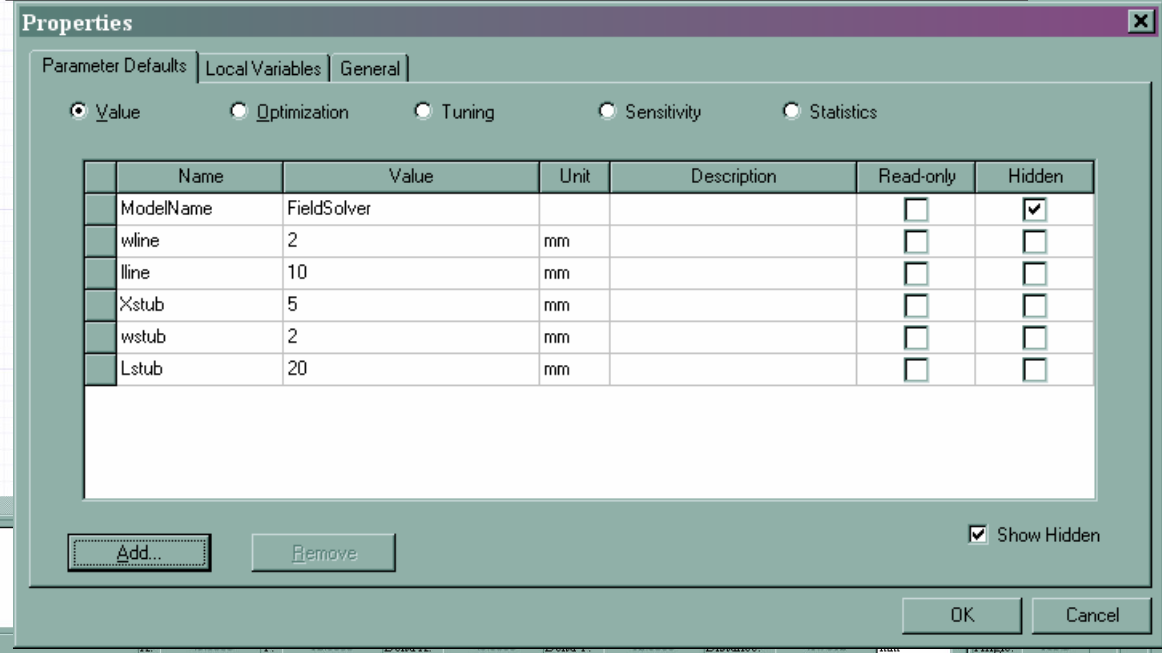 Properties
Parameter Defaults Local Variables General
Value Optimization Tuning Sensitivity Statistics
Name Value Unit Description Read-only Hidden
ModelName FieldSolver
wline 2 mm
lline 10 mm
Xstub 5 mm
wstub 2 mm
Lstub 20 mm
Show Hidden
Add... Remove
OK Cancel